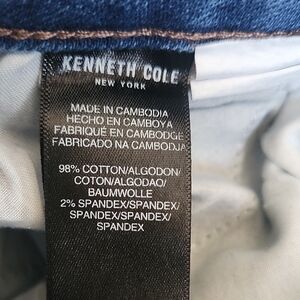 KENNETH COLE
NEW YORK
MADE IN CAMBODIA
HECHO EN CAMBOYA
FABRIQUÉ EN CAMBODGE
FABRICADO NA CAMBODJA
98% COTTON/ALGODON/
COTON/ALGODAO/
BAUMWOLLE
2% SPANDEX/SPANDEX/
SPANDEX/SPANDEX/
SPANDEX